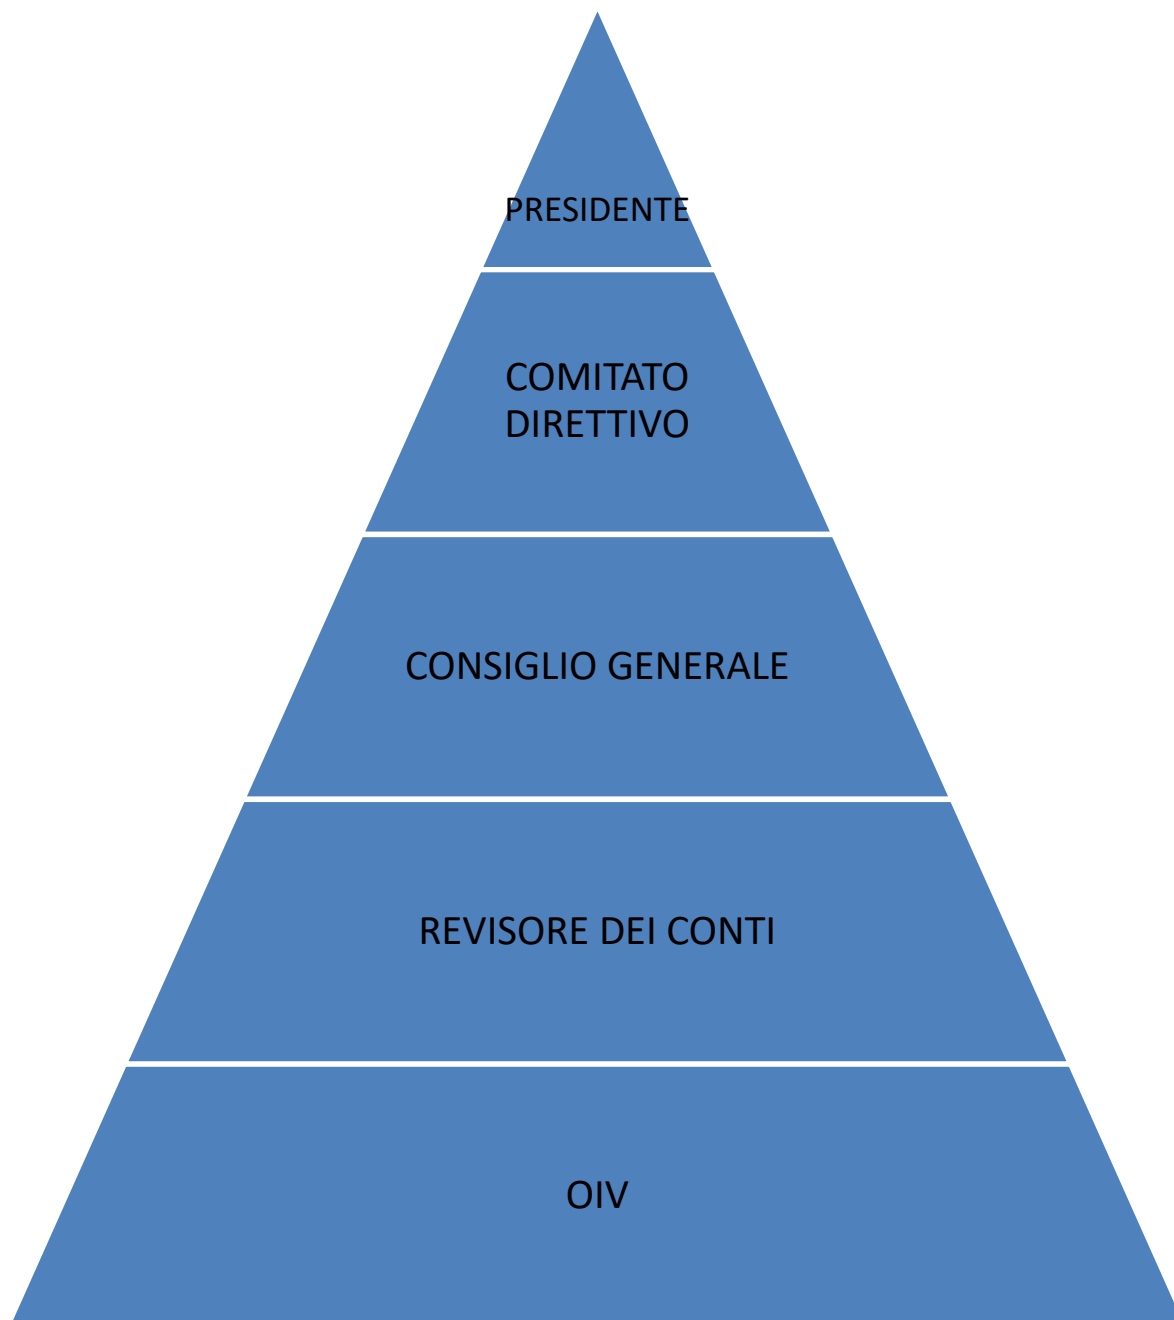 PRESIDENTE
COMITATO
DIRETTIVO
CONSIGLIO GENERALE
REVISORE DEI CONTI
OIV